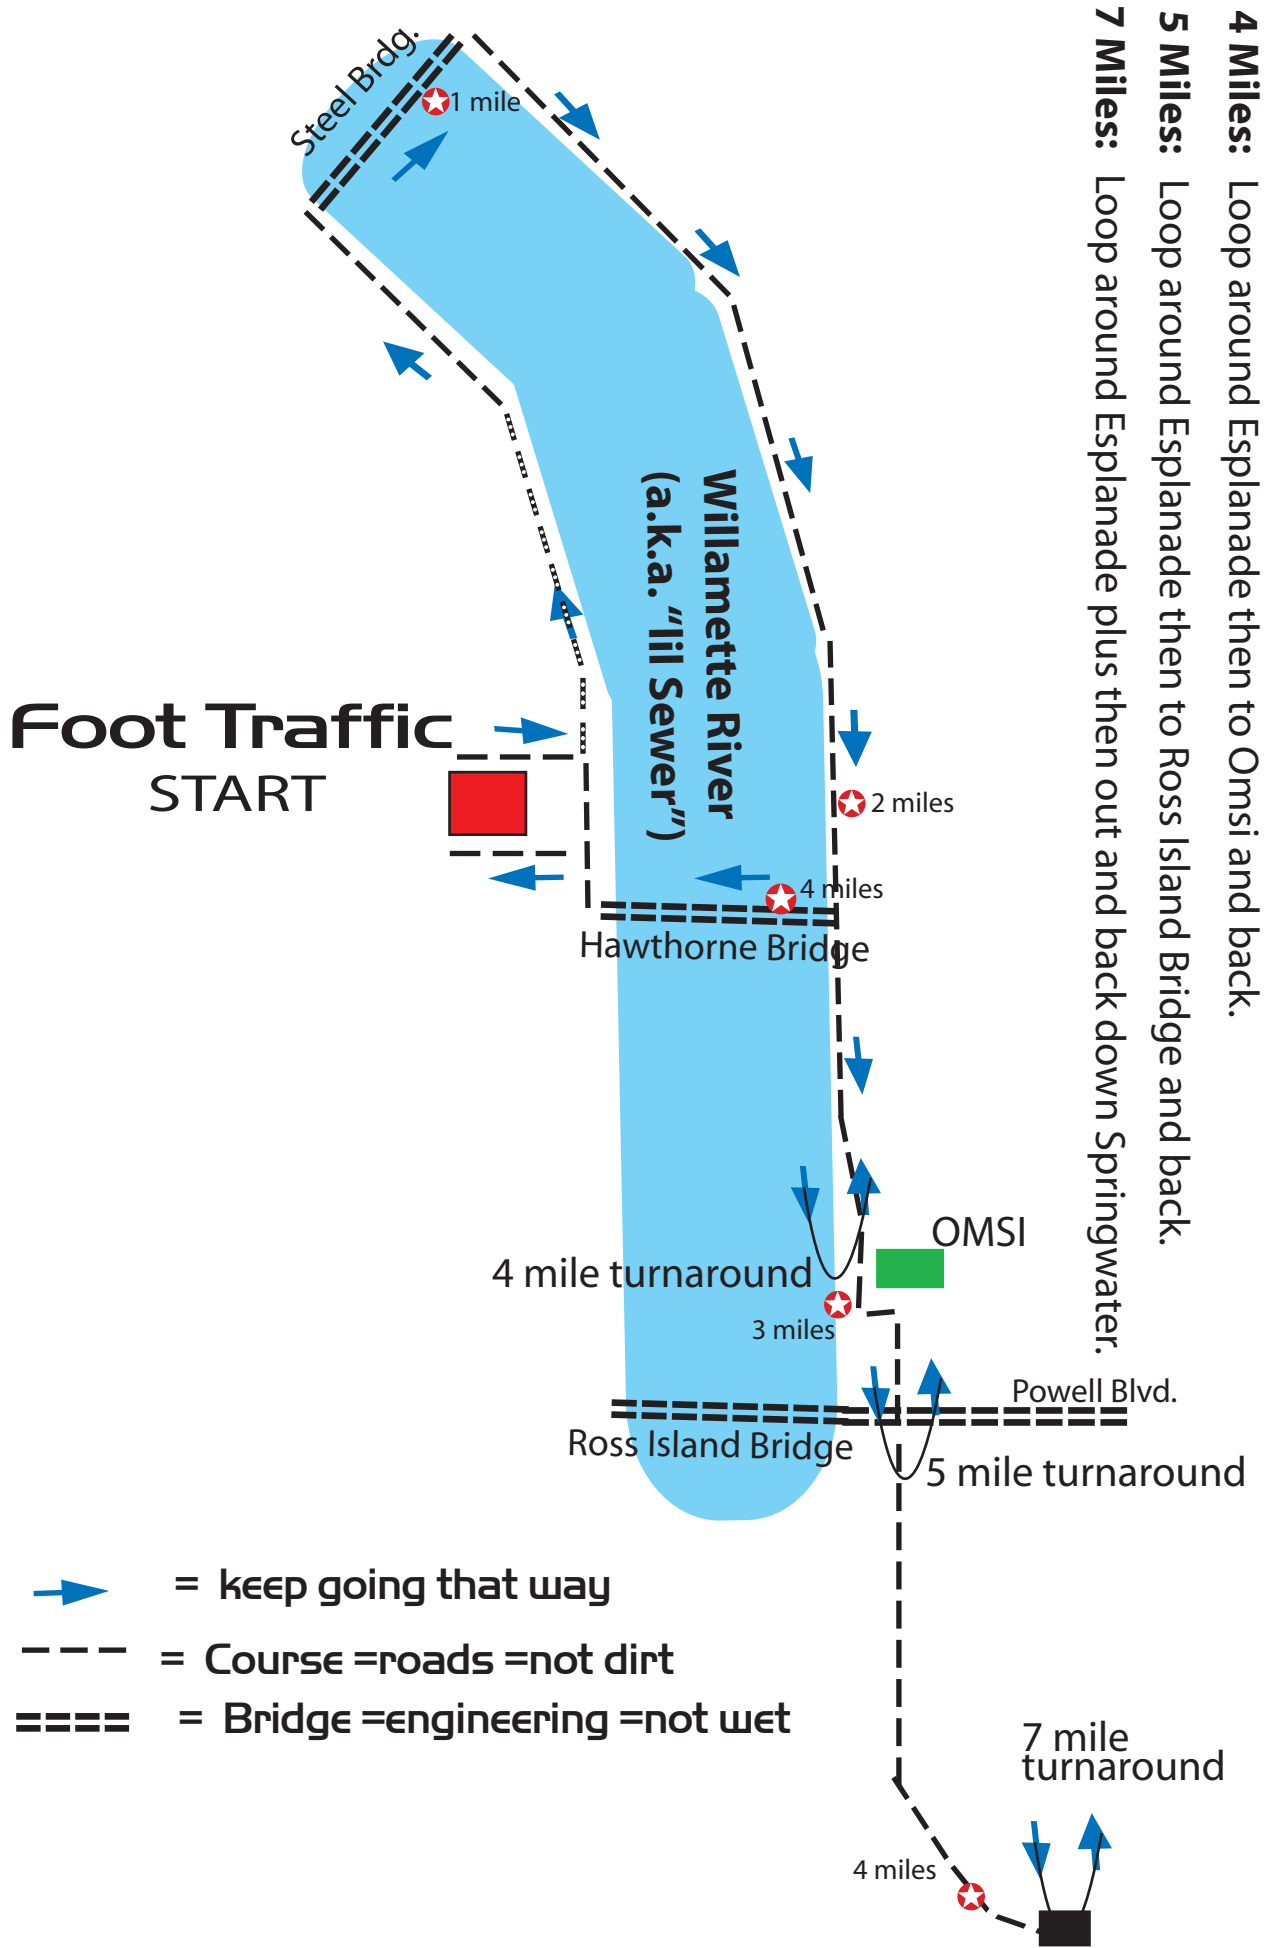 4 Miles: Loop around Esplanade then to Omsi and back.
5 Miles: Loop around Esplanade then to Ross Island Bridge and back.
7 Miles: Loop around Esplanade plus then out and back down Springwater.
Steel Brdg.
1 mile
Willamette River
(a.k.a. “lil Sewer”)
Foot Traffic
START
2 miles
4 miles
Hawthorne Bridge
OMSI
4 mile turnaround
3 miles
Powell Blvd.
Ross Island Bridge
5 mile turnaround
= keep going that way
= Course =roads =not dirt
= Bridge =engineering =not wet
7 mile
turnaround
4 miles